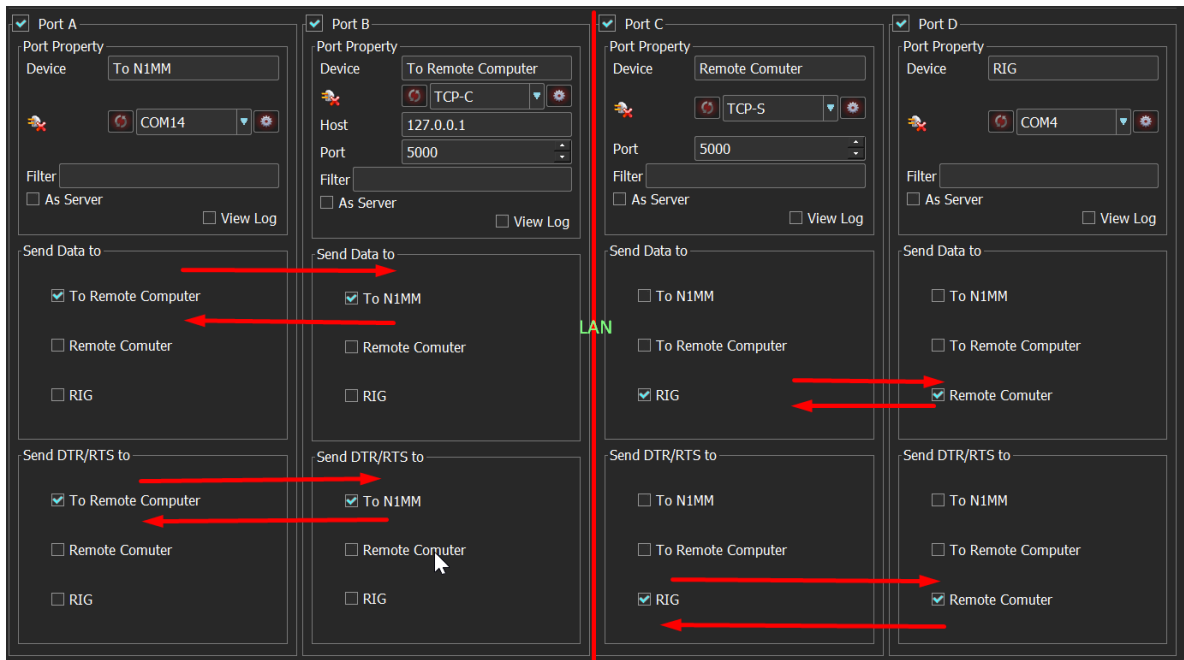 Port A
Port Property
Device To N1MM
COM14
Filter
As Server
View Log
Send Data to
To Remote Computer
Remote Comuter
RIG
Send DTR/RTS to
To Remote Computer
Remote Comuter
RIG
Port B
Port Property
Device To Remote Computer
TCP-C
Host 127.0.0.1
Port 5000
Filter
As Server
View Log
Send Data to
To N1MM
Remote Comuter
RIG
Send DTR/RTS to
To N1MM
Remote Comuter
RIG
LAN
Port C
Port Property
Device Remote Comuter
TCP-S
Port 5000
Filter
As Server
View Log
Send Data to
To N1MM
To Remote Computer
RIG
Send DTR/RTS to
To N1MM
To Remote Computer
RIG
Port D
Port Property
Device RIG
COM4
Filter
As Server
View Log
Send Data to
To N1MM
To Remote Computer
Remote Comuter
Send DTR/RTS to
To N1MM
To Remote Computer
Remote Comuter